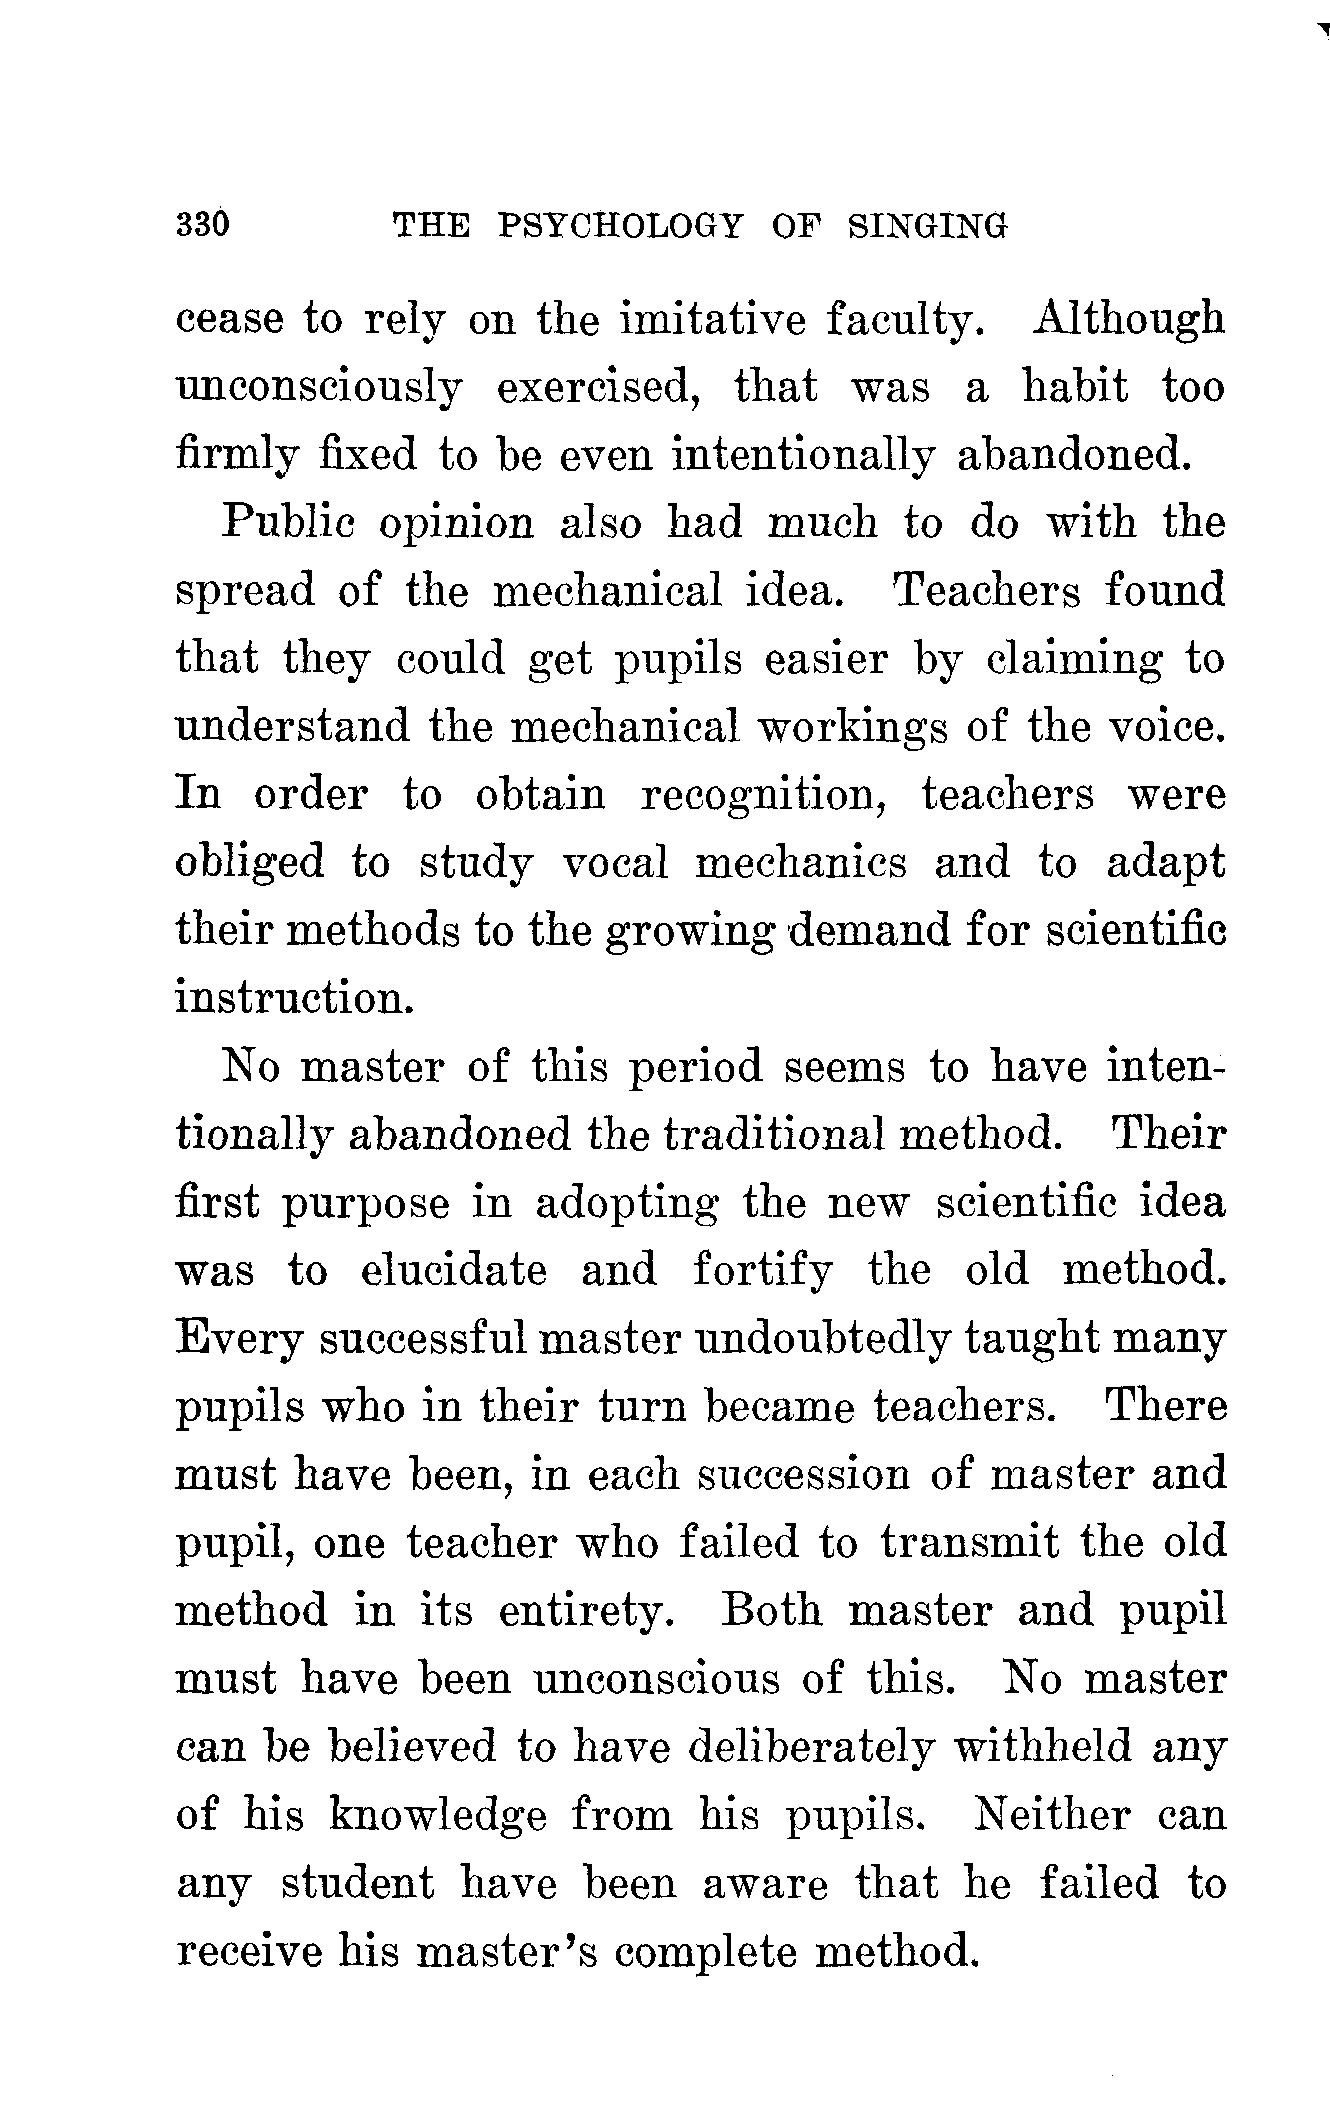 330 THE PSYCHOLOGY OF SINGING
cease to rely on the imitative faculty. Although
unconsciously exercised, that was a habit too
firmly fixed to be even intentionally abandoned.
Public opinion also had much to do with the
spread of the mechanical idea. Teachers found
that they could get pupils easier by claiming to
understand the mechanical workings of the voice.
In order to obtain recognition, teachers were
obliged to study vocal mechanics and to adapt
their methods to the growing demand for scientific
instruction.
No master of this period seems to have inten-
tionally abandoned the traditional method. Their
first purpose in adopting the new scientific idea
was to elucidate and fortify the old method.
Every successful master undoubtedly taught many
pupils who in their turn became teachers. There
must have been, in each succession of master and
pupil, one teacher who failed to transmit the old
method in its entirety. Both master and pupil
must have been unconscious of this. No master
can be believed to have deliberately withheld any
of his knowledge from his pupils. Neither can
any student have been aware that he failed to
receive his master's complete method.